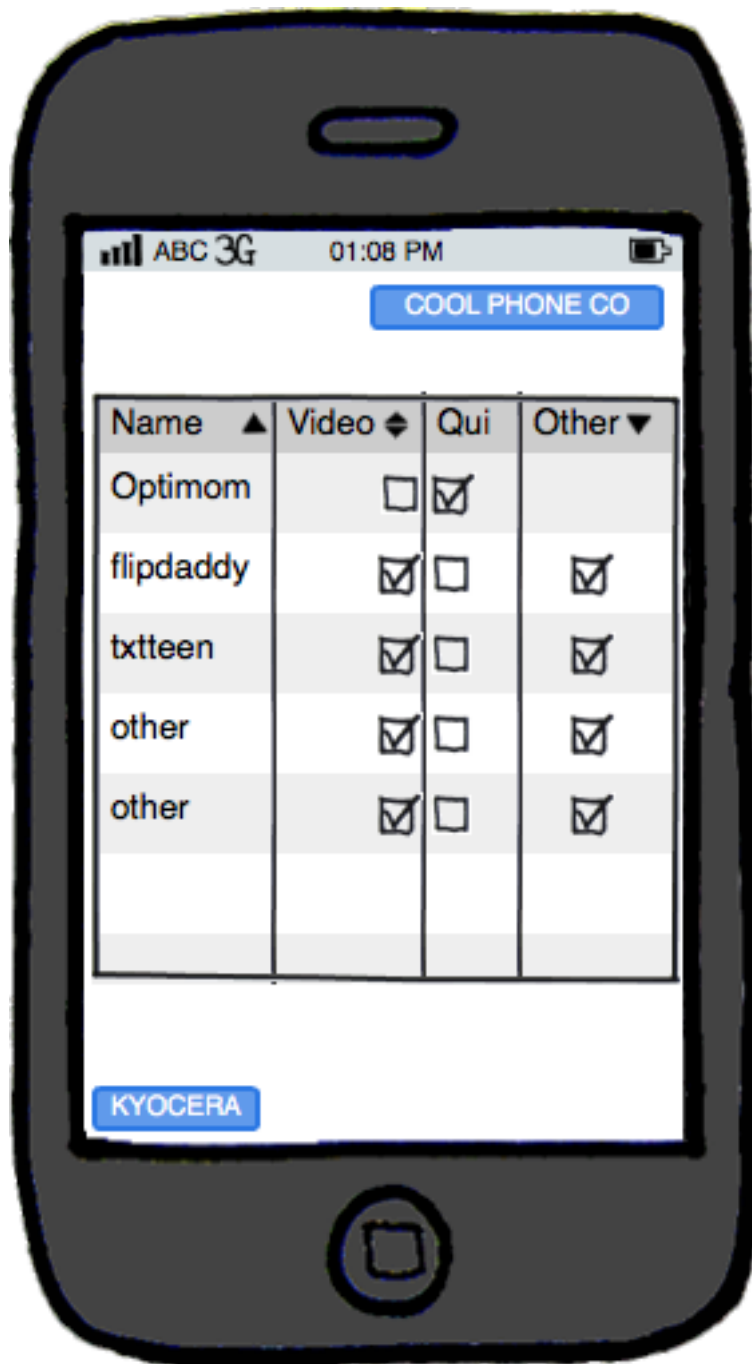 ABC 3G 01:08 PM
COOL PHONE CO
Name Video Qui Other
Optimom
flipdaddy
txtteen
other
other
KYOCERA